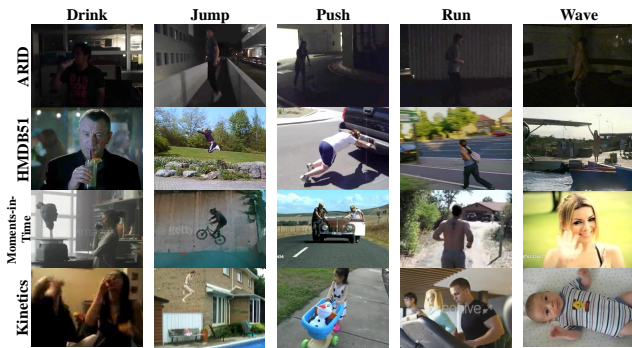 Drink Jump Push Run Wave
ARID
HMDB51
Moments-in-
Time
Kinetics